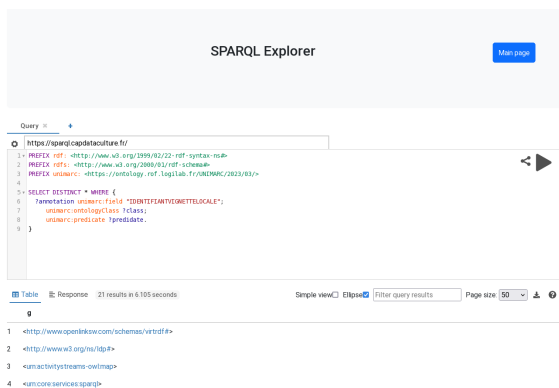 SPARQL Explorer
Main page
Query × +
https://sparql.capdataculture.fr/
1 PREFIX rdf: <http://www.w3.org/1999/02/22-rdf-syntax-ns#>
2 PREFIX rdfs: <http://www.w3.org/2000/01/rdf-schema#>
3 PREFIX unimarc: <https://ontology.rof.logilab.fr/UNIMARC/2023/03/>
4
5 SELECT DISTINCT * WHERE {
6 ?annotation unimarc:field "IDENTIFIANTVIGNETTELOCALE";
7 unimarc:ontologyClass ?class;
8 unimarc:predicate ?predidate.
9 }
Table Response 21 results in 6.105 seconds Simple view Ellipse Filter query results Page size: 50
g
1 <http://www.openlinksw.com/schemas/virtrdf#>
2 <http://www.w3.org/ns/ldp#>
3 <urn:activitystreams-owl:map>
4 <urn:core:services:sparql>